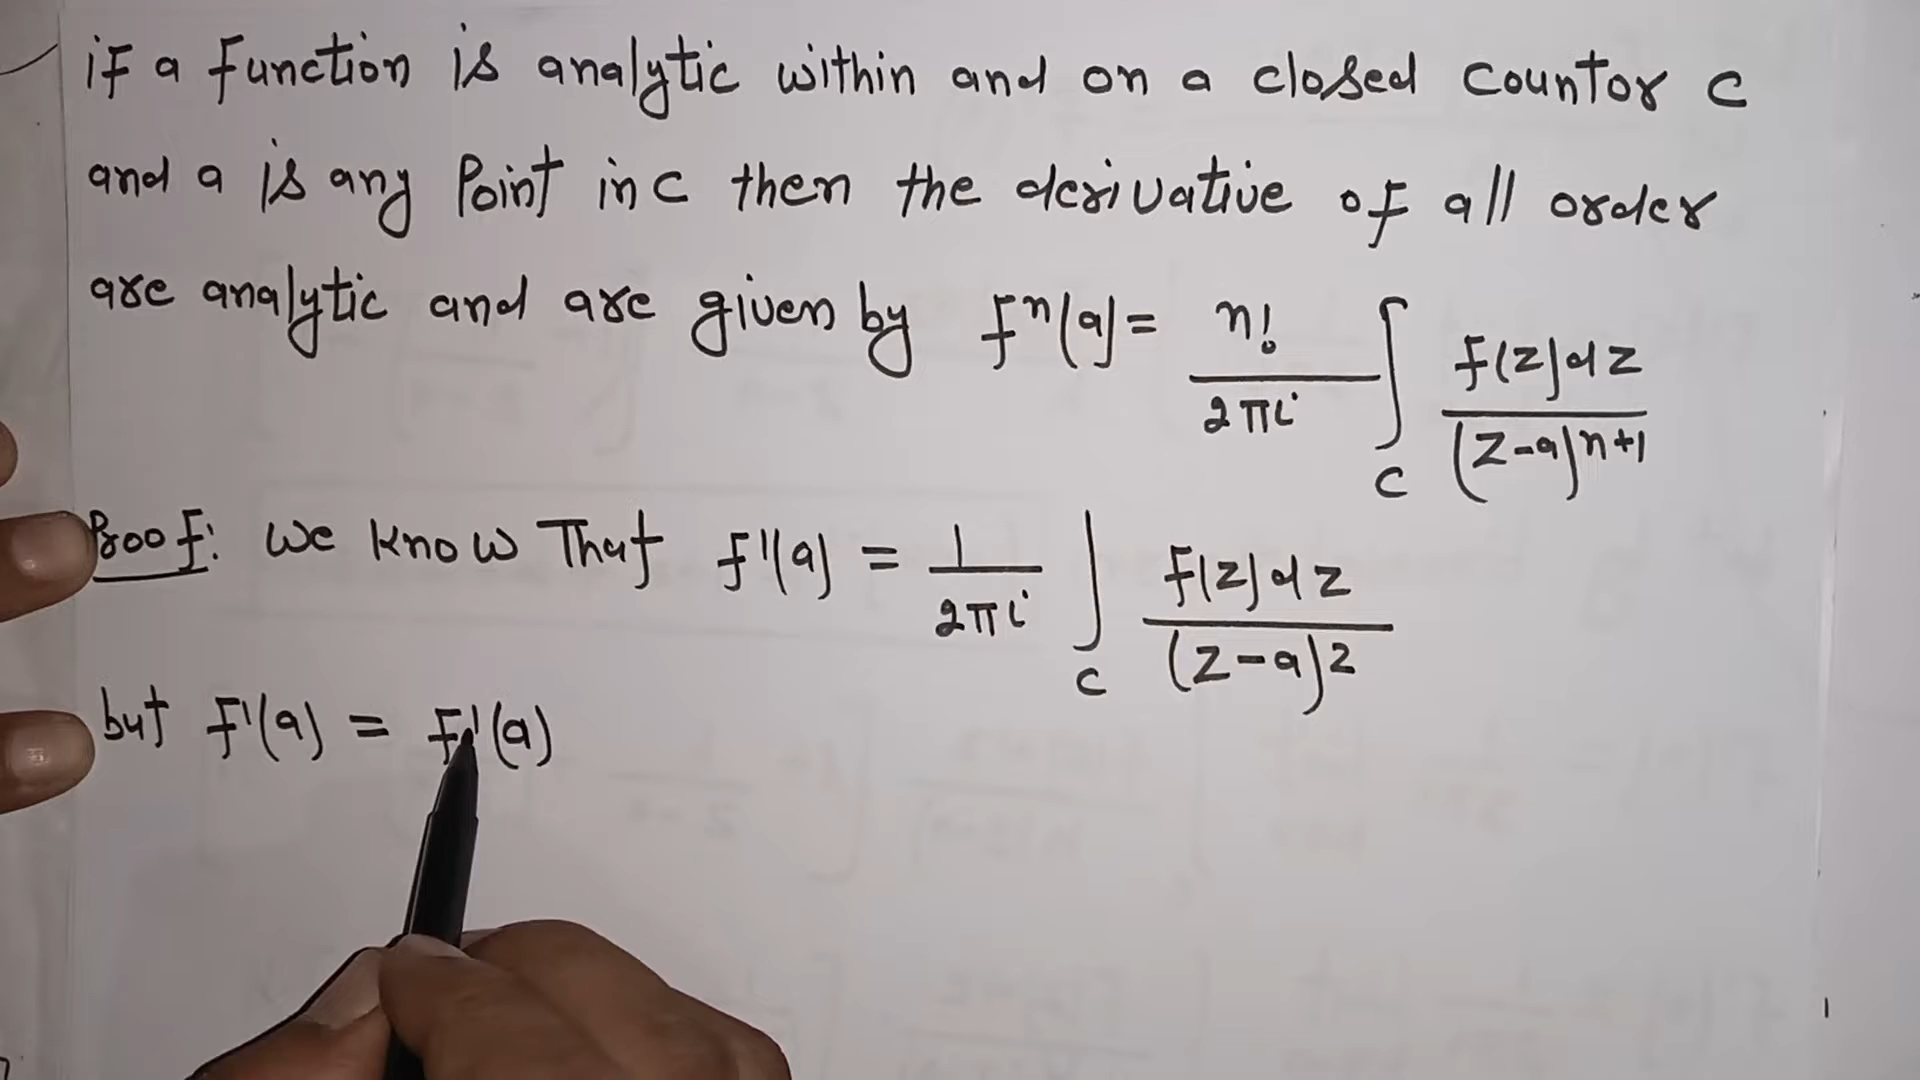 if a function is analytic within and on a closed countor c
and a is any Point in c then the derivative of all order
are analytic and are given by Fⁿ(a) = n!/2πi ∫_C F(z)dz/(z-a)ⁿ⁺¹
Proof: We know That F'(a) = 1/2πi ∫_C F(z)dz/(z-a)²
but F'(a) = F'(a)